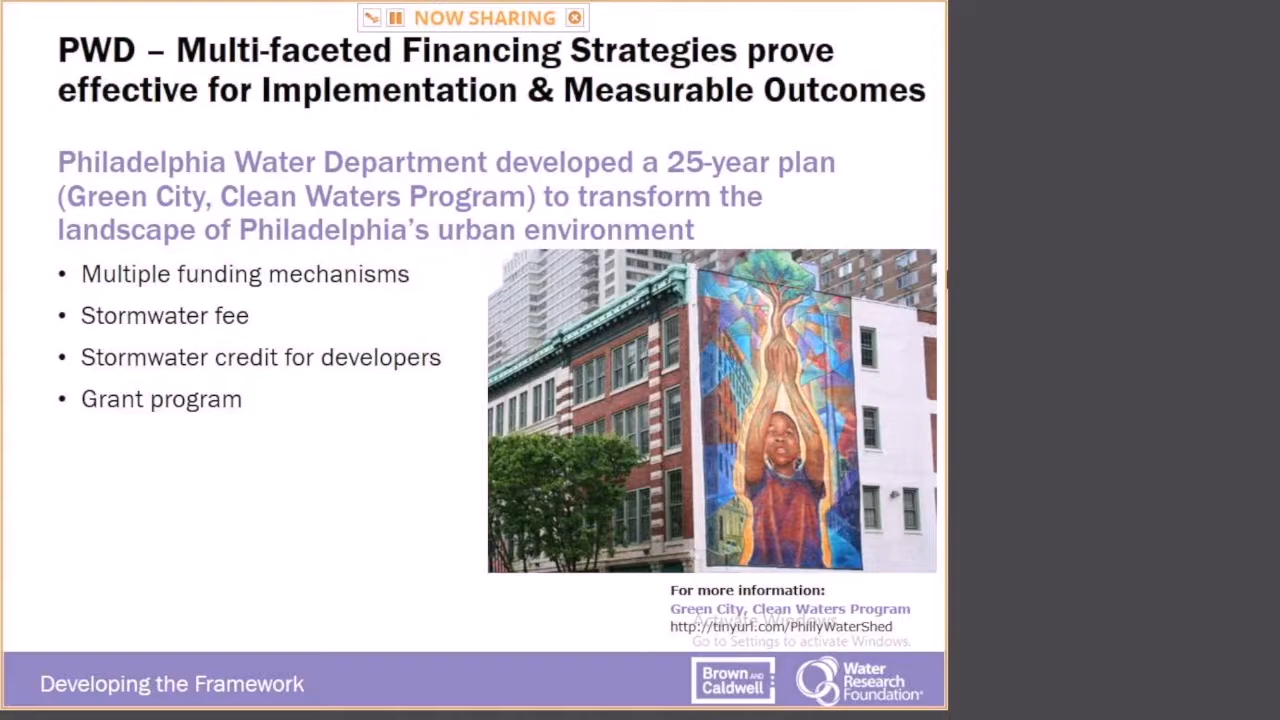 NOW SHARING
PWD – Multi-faceted Financing Strategies prove
effective for Implementation & Measurable Outcomes
Philadelphia Water Department developed a 25-year plan
(Green City, Clean Waters Program) to transform the
landscape of Philadelphia’s urban environment
• Multiple funding mechanisms
• Stormwater fee
• Stormwater credit for developers
• Grant program
For more information:
Green City, Clean Waters Program
Activate Windows
http://tinyurl.com/PhillyWaterShed
Go to Settings to activate Windows.
Developing the Framework
Brown AND
Caldwell
Water
Research
Foundation